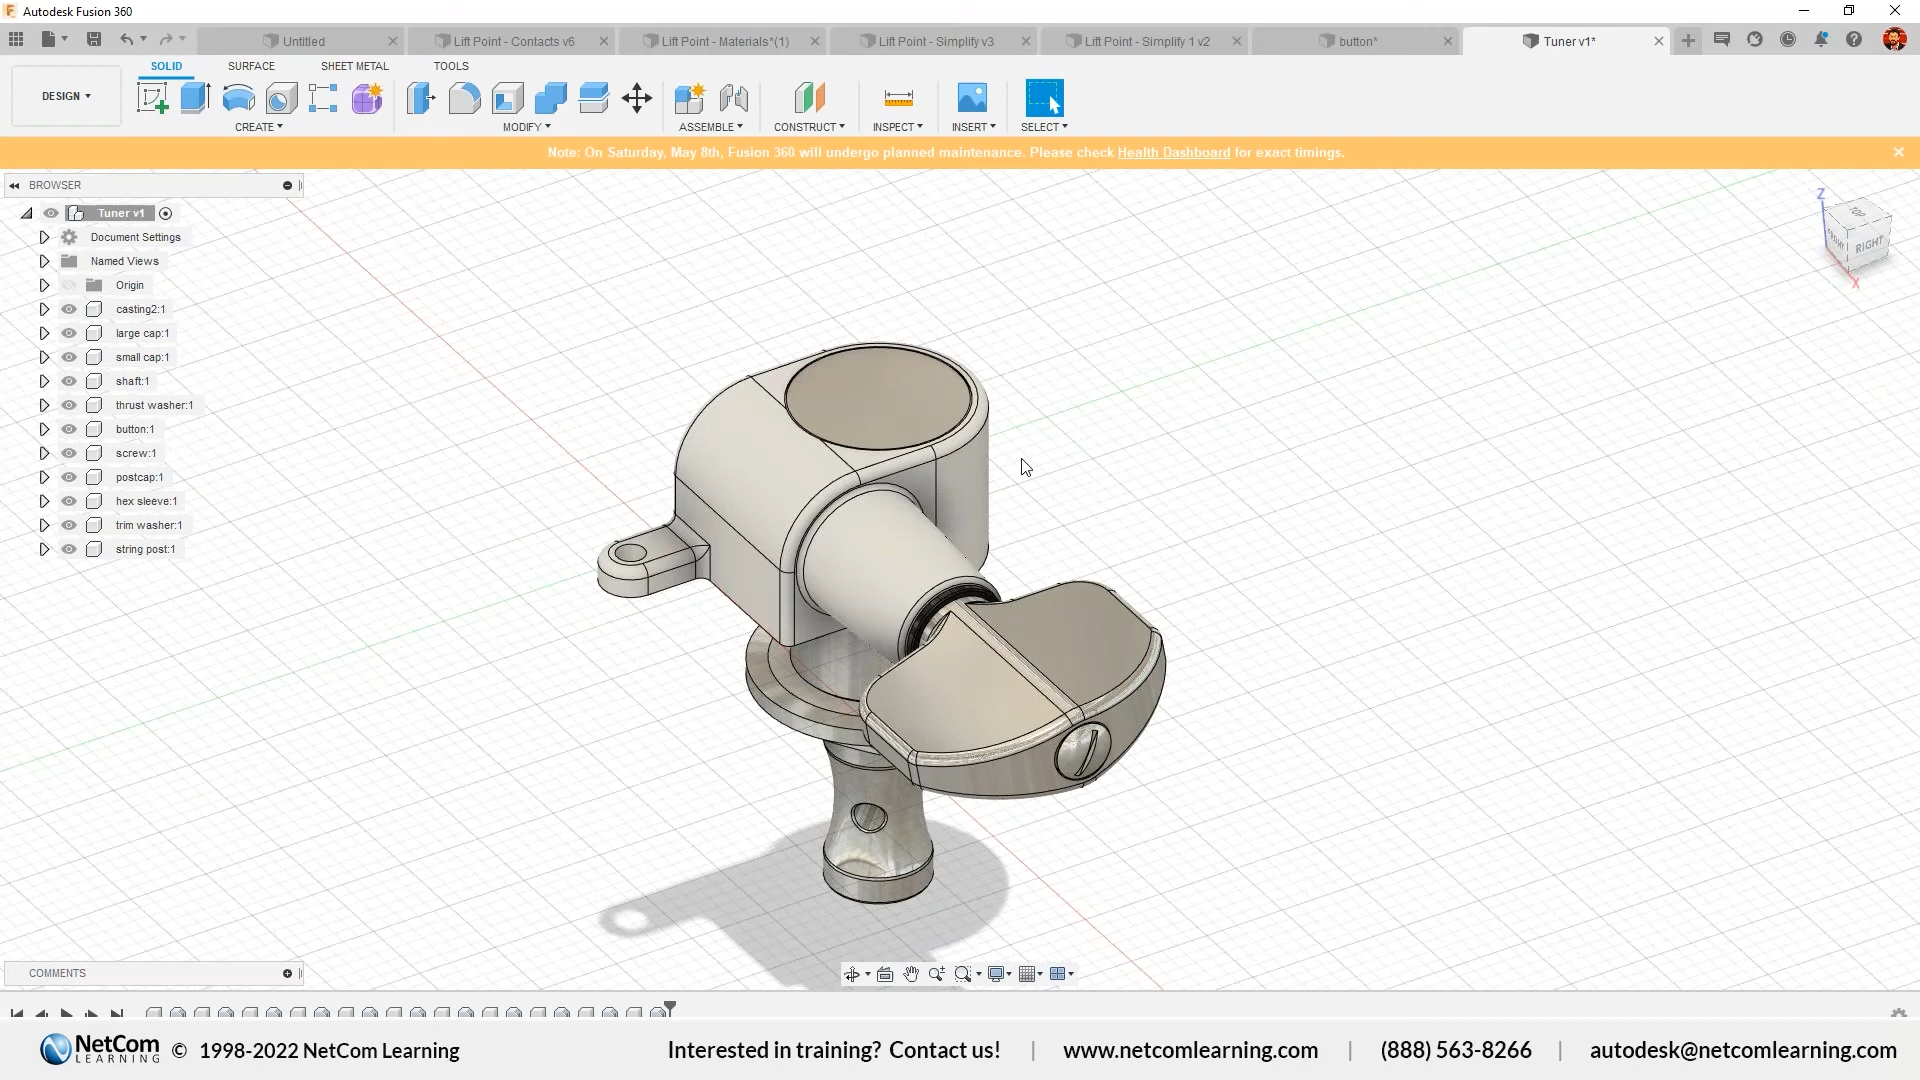 Autodesk Fusion 360
Untitled
Lift Point - Contacts v6
Lift Point - Materials*(1)
Lift Point - Simplify v3
Lift Point - Simplify 1 v2
button*
Tuner v1*
SOLID SURFACE SHEET METAL TOOLS
DESIGN
CREATE MODIFY ASSEMBLE CONSTRUCT INSPECT INSERT SELECT
Note: On Saturday, May 8th, Fusion 360 will undergo planned maintenance. Please check Health Dashboard for exact timings.
BROWSER
Tuner v1
Document Settings
Named Views
Origin
casting2:1
large cap:1
small cap:1
shaft:1
thrust washer:1
button:1
screw:1
postcap:1
hex sleeve:1
trim washer:1
string post:1
Z
TOP
FRONT
RIGHT
X
COMMENTS
NetCom
LEARNING
© 1998-2022 NetCom Learning
Interested in training? Contact us! | www.netcomlearning.com | (888) 563-8266 | autodesk@netcomlearning.com